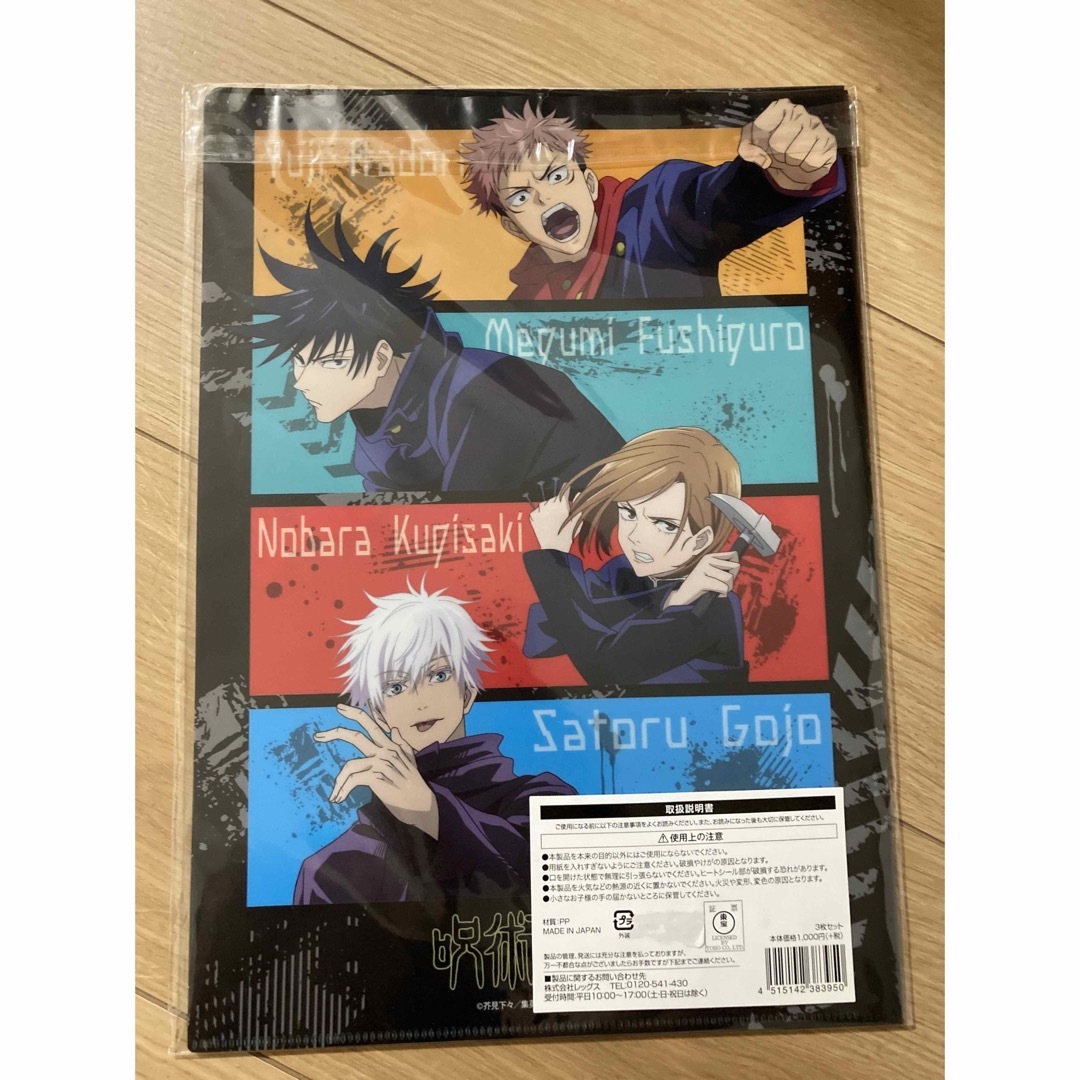 Yuji Itadori
Megumi Fushiguro
Nobara Kugisaki
Satoru Gojo
取扱説明書
ご使用になる前に以下の注意事項をよくお読みください。また、お読みになった後も大切に保管してください。
⚠使用上の注意
●本製品を本来の目的以外にはご使用にならないでください。
●用紙を入れすぎないようにご注意ください。破損やけがの原因となります。
●口を開けた状態で無理に引っ張らないでください。ヒートシール部が破損する恐れがあります。
●本製品を火気などの熱源の近くに置かないでください。火災や変形、変色の原因となります。
●小さなお子様の手の届かないところに保管してください。
材質:PP
MADE IN JAPAN
プラ
外装
証票
東宝
LICENSED
BY
TOHO CO., LTD.
3枚セット
本体価格1,000円(+税)
製品の管理、発送には充分な注意を払っておりますが、
万一不都合な点がございましたらお手数ですが下記までご連絡ください。
■製品に関するお問い合わせ先
株式会社レッグス TEL:0120-541-430
受付時間:平日10:00〜17:00(土・日・祝日は除く)
4 515142 383950
呪術
©芥見下々/集英